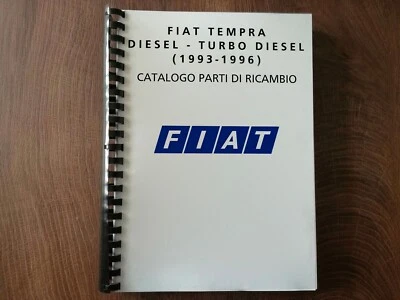 FIAT TEMPRA
DIESEL - TURBO DIESEL
(1993-1996)
CATALOGO PARTI DI RICAMBIO
FIAT